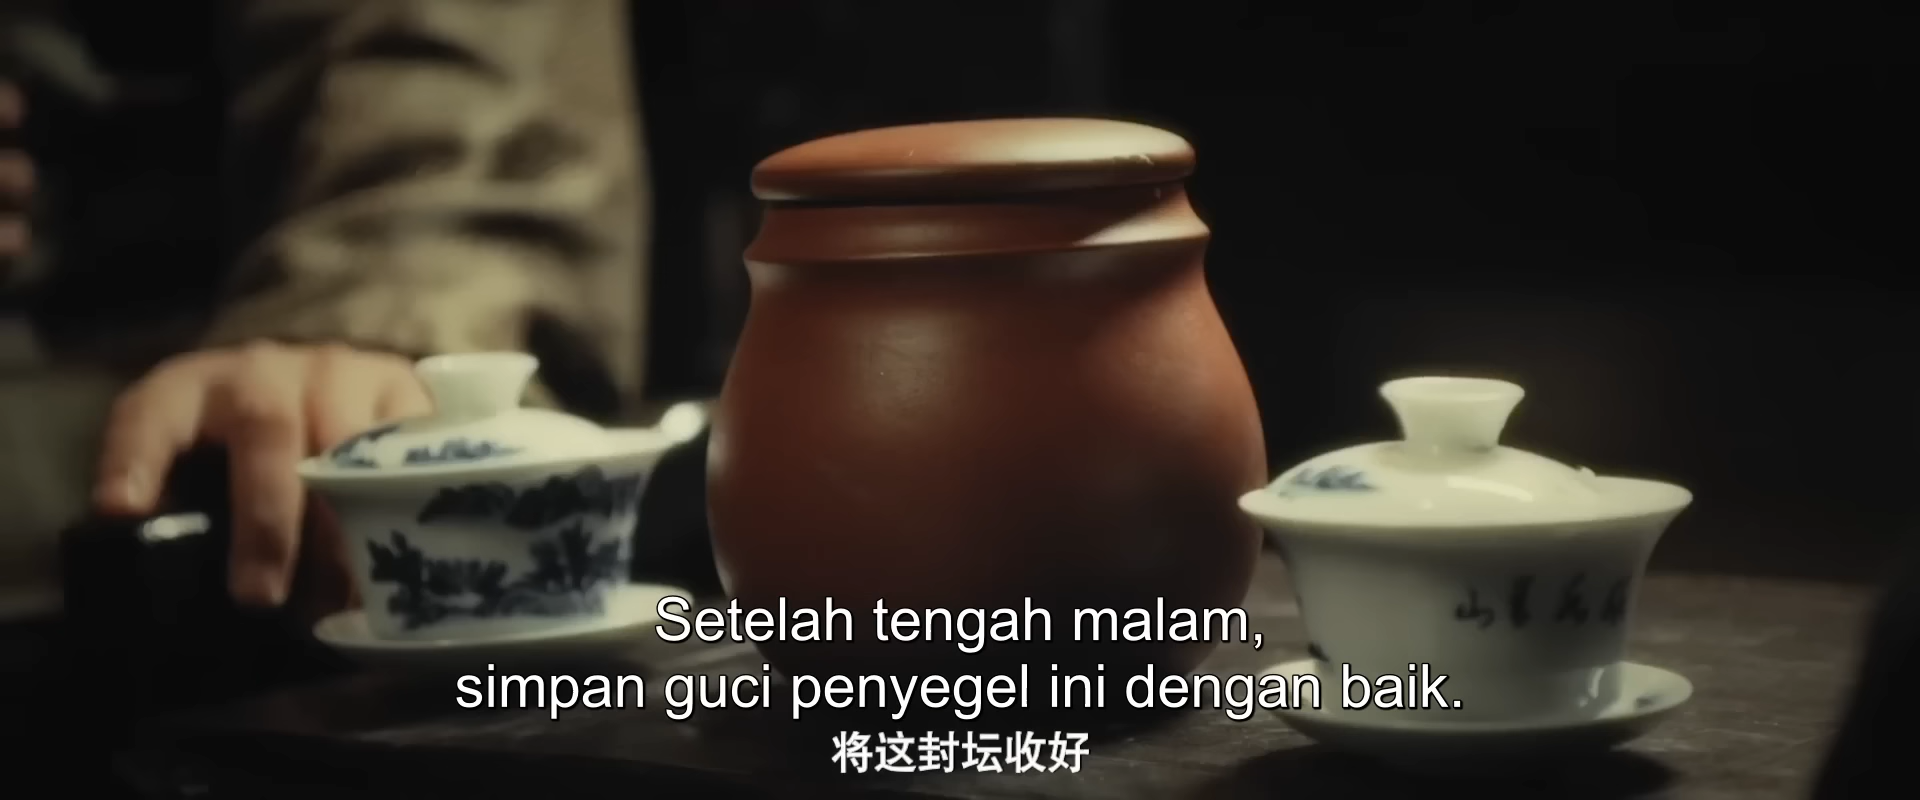 Setelah tengah malam,
simpan guci penyegel ini dengan baik.
将这封坛收好